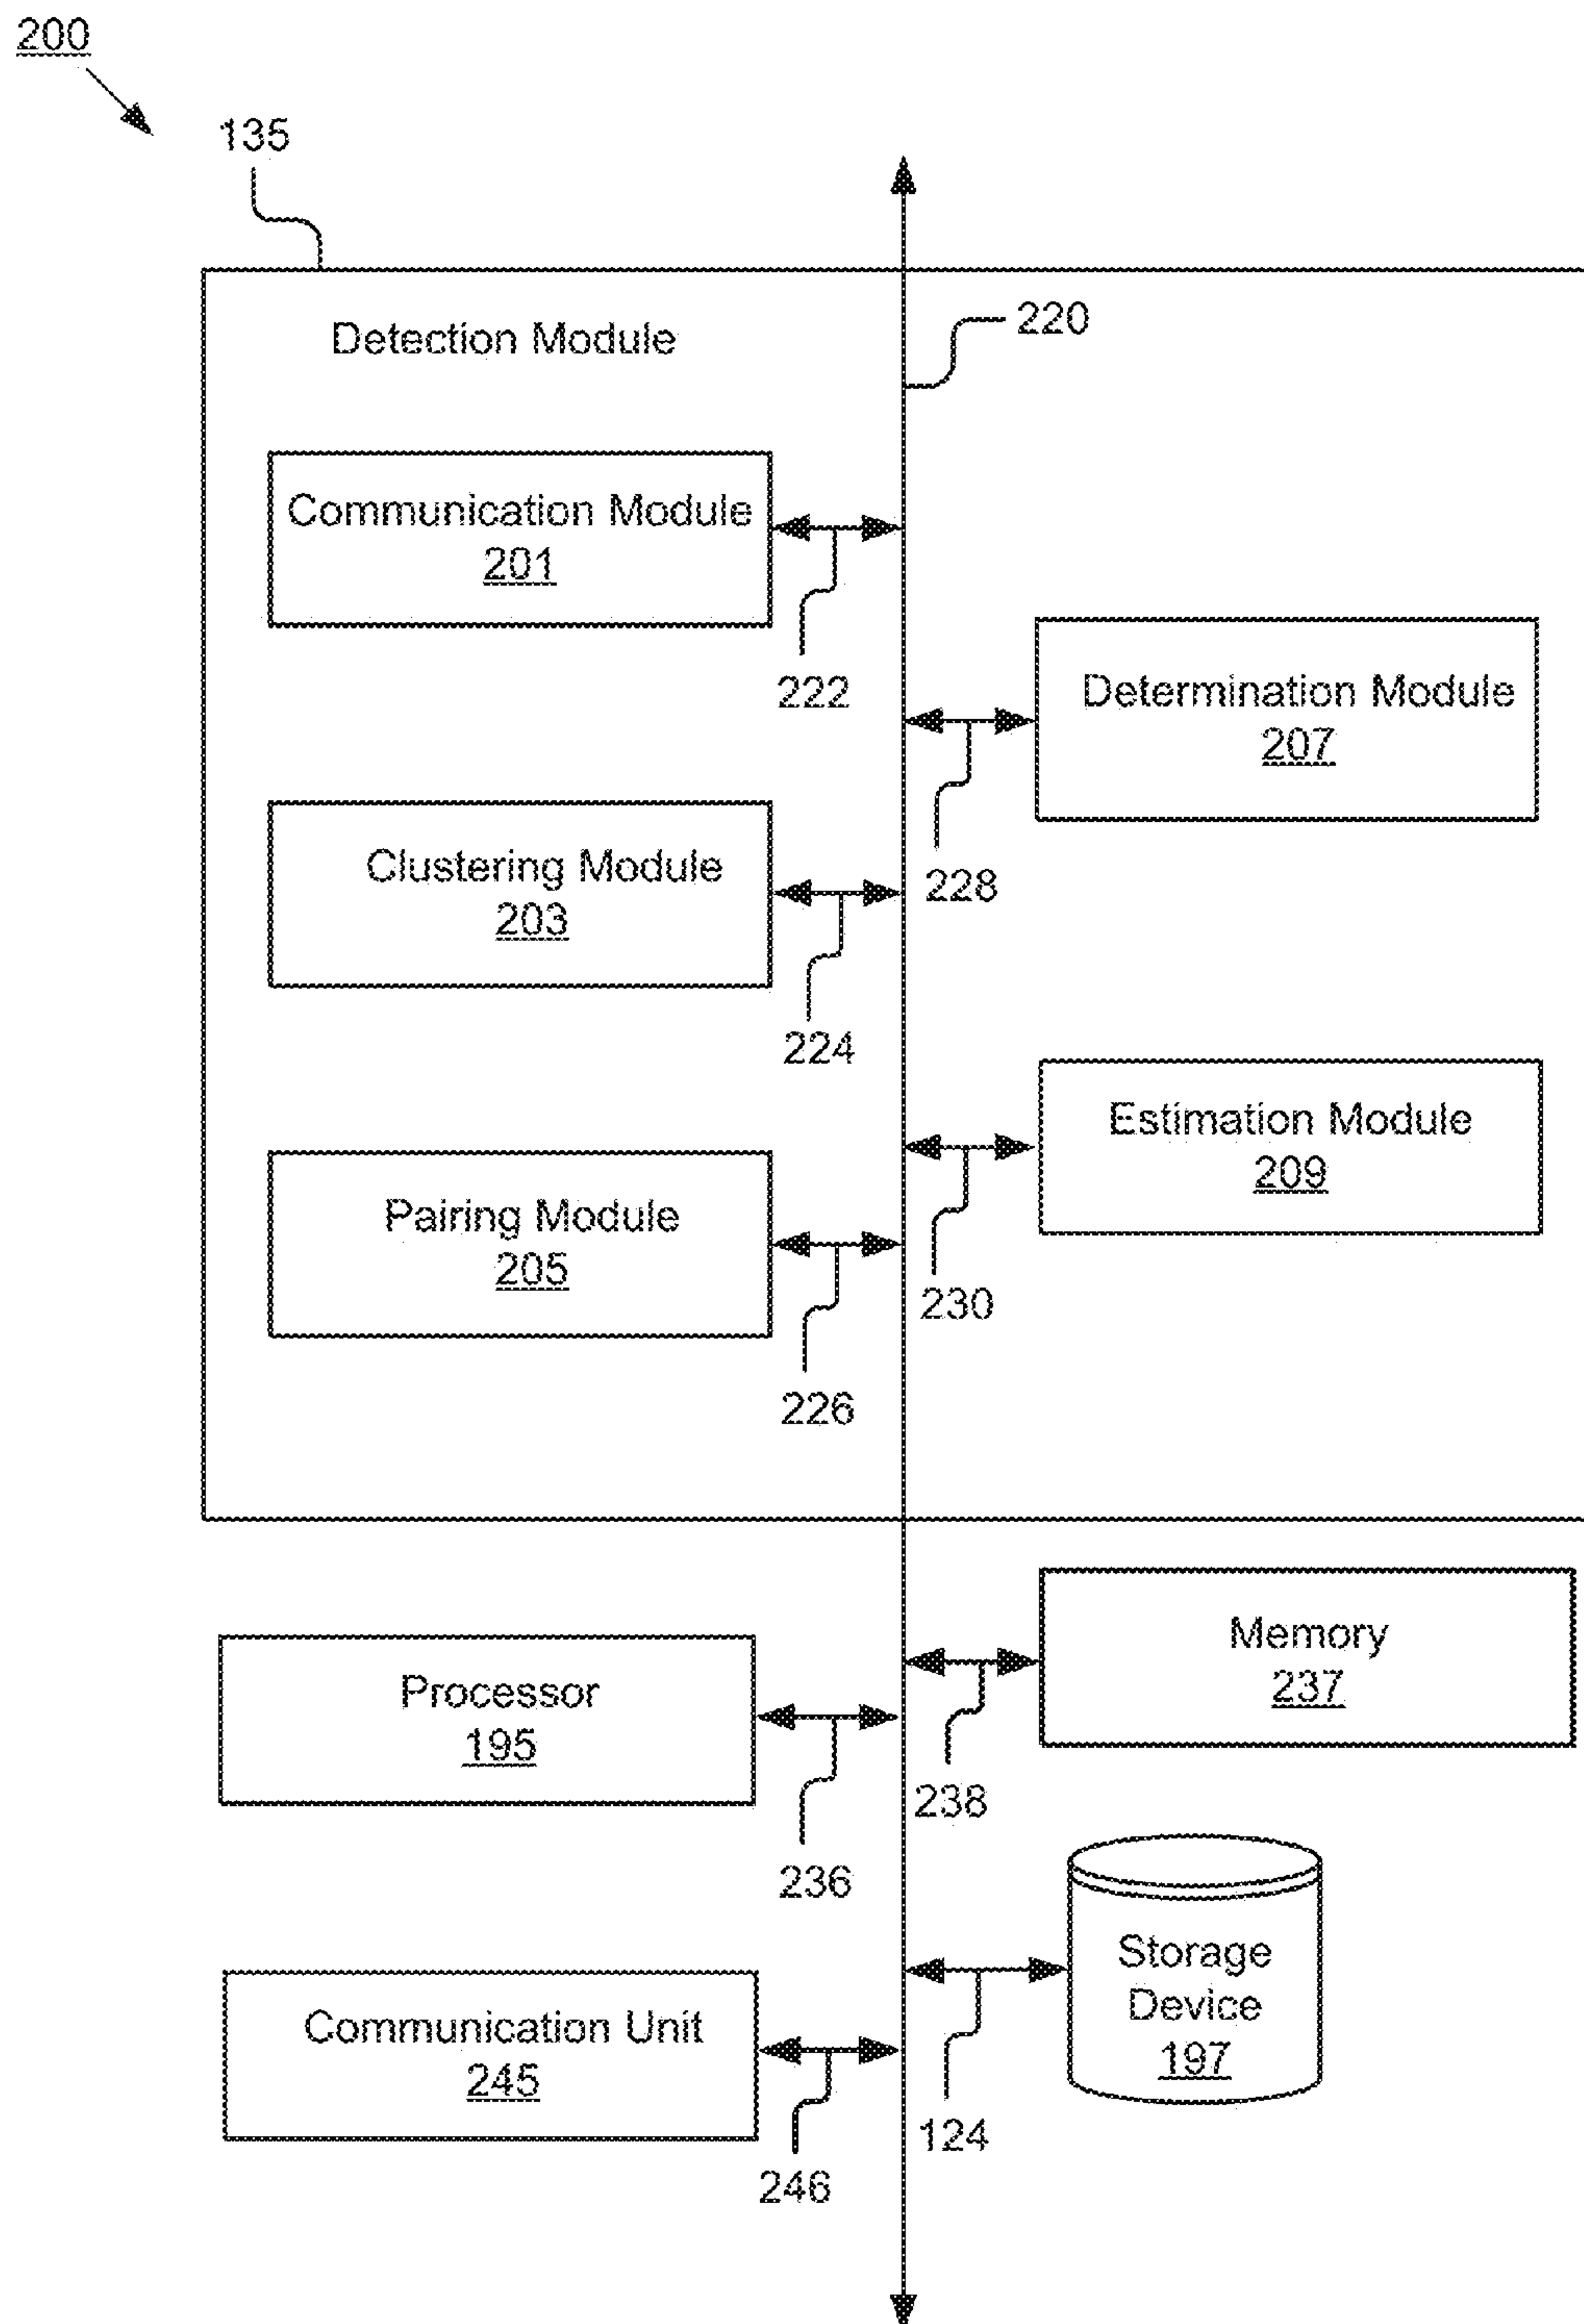 200
135
220
Detection Module
Communication Module
201
222
Determination Module
207
228
Clustering Module
203
224
Estimation Module
209
230
Pairing Module
205
226
Memory
237
238
Processor
195
236
Storage
Device
197
124
Communication Unit
245
246